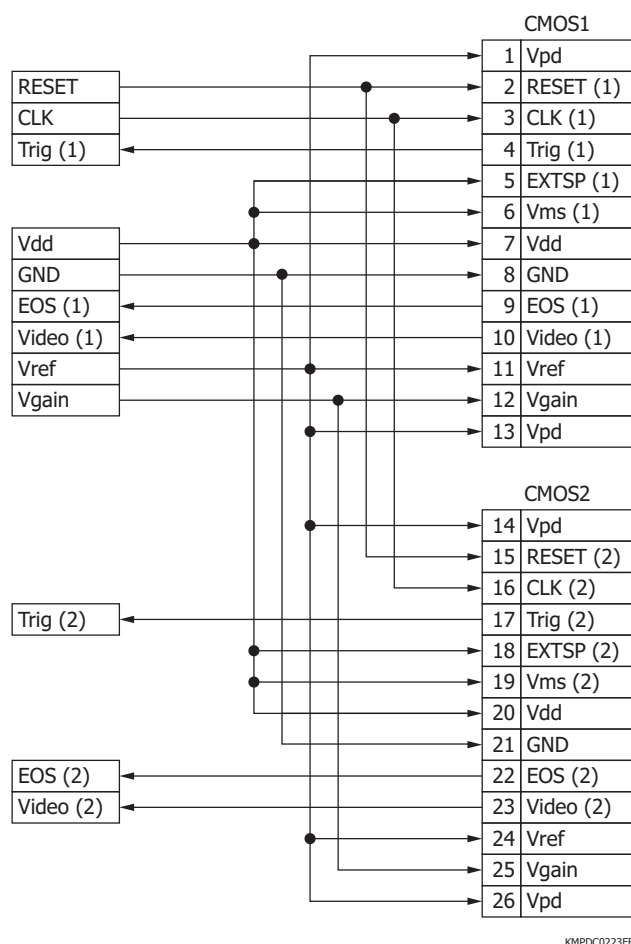 CMOS1
1 Vpd
RESET 2 RESET (1)
CLK 3 CLK (1)
Trig (1) 4 Trig (1)
5 EXTSP (1)
6 Vms (1)
Vdd 7 Vdd
GND 8 GND
EOS (1) 9 EOS (1)
Video (1) 10 Video (1)
Vref 11 Vref
Vgain 12 Vgain
13 Vpd
CMOS2
14 Vpd
15 RESET (2)
16 CLK (2)
Trig (2) 17 Trig (2)
18 EXTSP (2)
19 Vms (2)
20 Vdd
21 GND
EOS (2) 22 EOS (2)
Video (2) 23 Video (2)
24 Vref
25 Vgain
26 Vpd